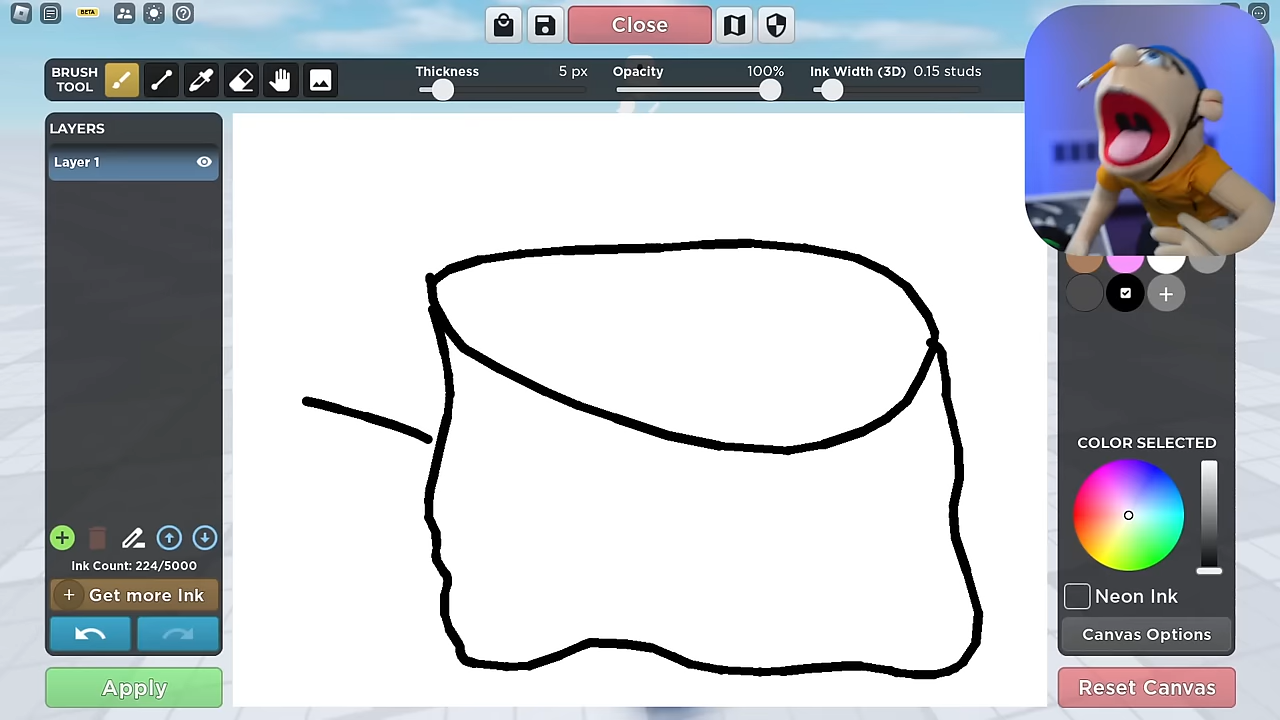 BETA
Close
BRUSH TOOL
Thickness 5 px
Opacity 100%
Ink Width (3D) 0.15 studs
LAYERS
Layer 1
Ink Count: 224/5000
+ Get more Ink
Apply
COLOR SELECTED
Neon Ink
Canvas Options
Reset Canvas